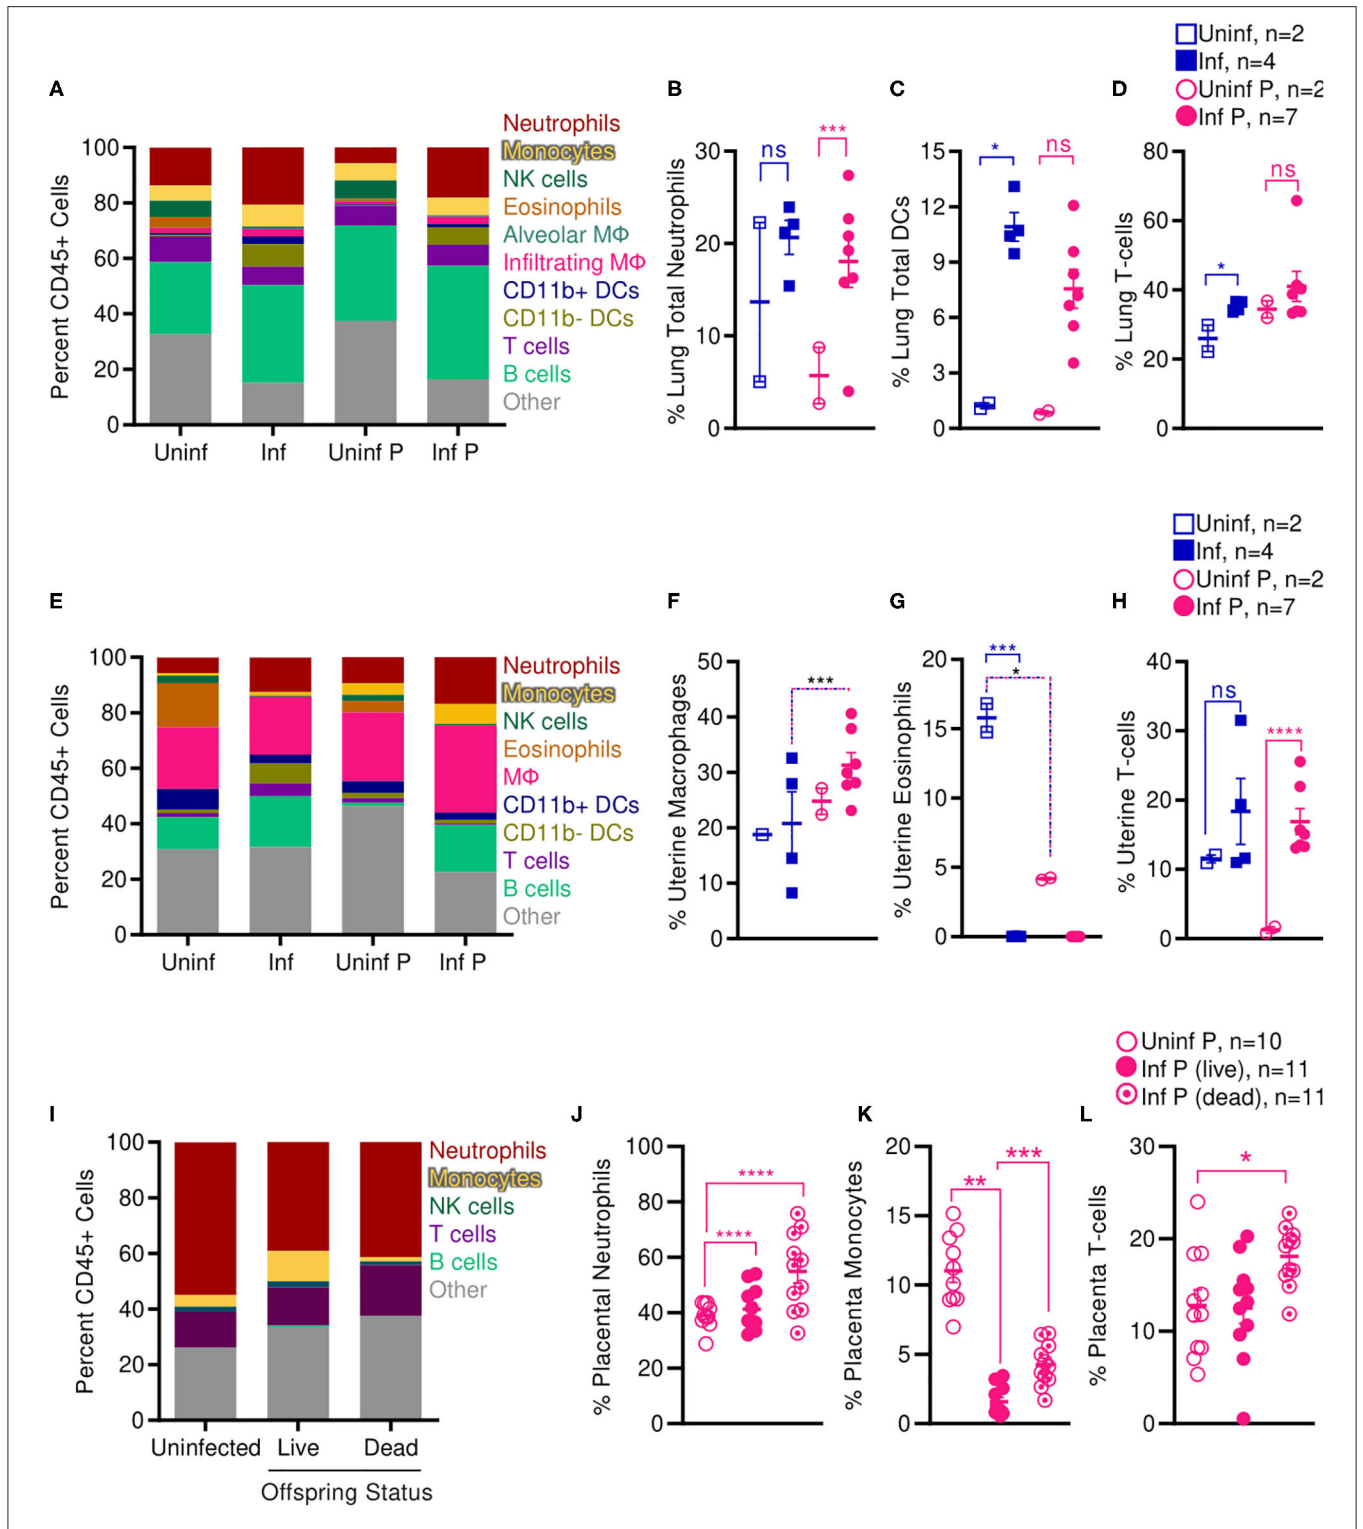 Uninf, n=2
Inf, n=4
Uninf P, n=2
Inf P, n=7
A
B
C
D
Percent CD45+ Cells
100
80
60
40
20
0
Uninf
Inf
Uninf P
Inf P
Neutrophils
Monocytes
NK cells
Eosinophils
Alveolar MΦ
Infiltrating MΦ
CD11b+ DCs
CD11b- DCs
T cells
B cells
Other
% Lung Total Neutrophils
30
20
10
0
ns
***
% Lung Total DCs
15
12
9
6
3
0
*
ns
% Lung T-cells
80
60
40
20
0
*
ns
Uninf, n=2
Inf, n=4
Uninf P, n=2
Inf P, n=7
E
F
G
H
Percent CD45+ Cells
100
80
60
40
20
0
Uninf
Inf
Uninf P
Inf P
Neutrophils
Monocytes
NK cells
Eosinophils
MΦ
CD11b+ DCs
CD11b- DCs
T cells
B cells
Other
% Uterine Macrophages
50
40
30
20
10
0
***
% Uterine Eosinophils
20
15
10
5
0
***
*
% Uterine T-cells
40
30
20
10
0
ns
****
Uninf P, n=10
Inf P (live), n=11
Inf P (dead), n=11
I
J
K
L
Percent CD45+ Cells
100
80
60
40
20
0
Uninfected
Live
Dead
Offspring Status
Neutrophils
Monocytes
NK cells
T cells
B cells
Other
% Placental Neutrophils
100
80
60
40
20
0
****
****
% Placenta Monocytes
20
15
10
5
0
**
***
% Placenta T-cells
30
20
10
0
*